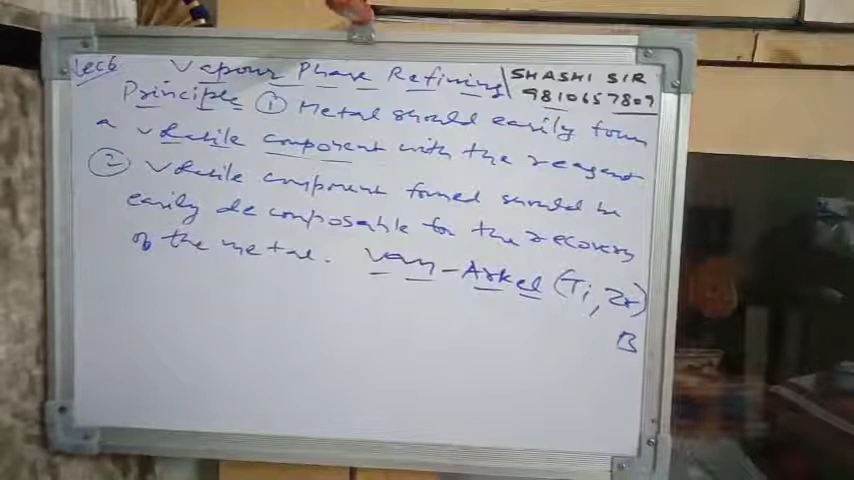 Lec6 Vapour Phase Refining
SHASHI SIR
9810657809
Principle ① Metal should easily form
a volatile component with the reagent
② Volatile component formed should be
easily decomposable for the recovery
of the metal. Van-Arkel (Ti, Zr)
B